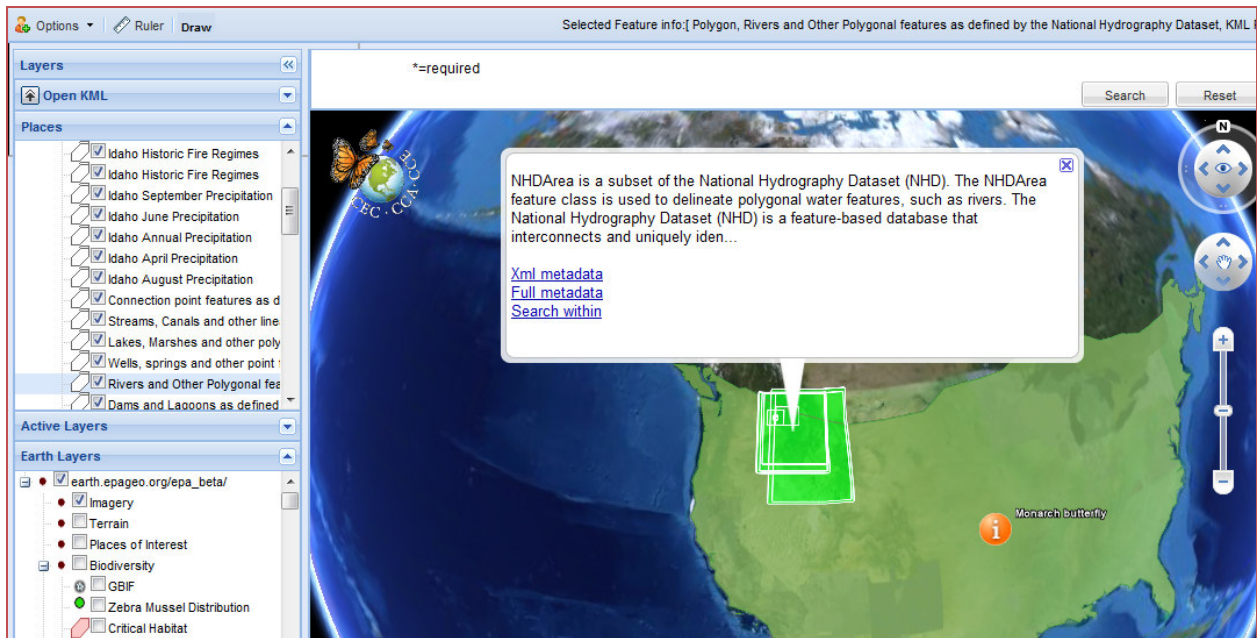 Options
Ruler
Draw
Selected Feature info:[ Polygon, Rivers and Other Polygonal features as defined by the National Hydrography Dataset, KML
Layers
Open KML
Places
Idaho Historic Fire Regimes
Idaho Historic Fire Regimes
Idaho September Precipitation
Idaho June Precipitation
Idaho Annual Precipitation
Idaho April Precipitation
Idaho August Precipitation
Connection point features as d
Streams, Canals and other line
Lakes, Marshes and other poly
Wells, springs and other point
Rivers and Other Polygonal fea
Dams and Lagoons as defined
Active Layers
Earth Layers
earth.epageo.org/epa_beta/
Imagery
Terrain
Places of Interest
Biodiversity
GBIF
Zebra Mussel Distribution
Critical Habitat
*=required
Search
Reset
CEC·CCA·CCE
N
NHDArea is a subset of the National Hydrography Dataset (NHD). The NHDArea
feature class is used to delineate polygonal water features, such as rivers. The
National Hydrography Dataset (NHD) is a feature-based database that
interconnects and uniquely iden...
Xml metadata
Full metadata
Search within
Monarch butterfly